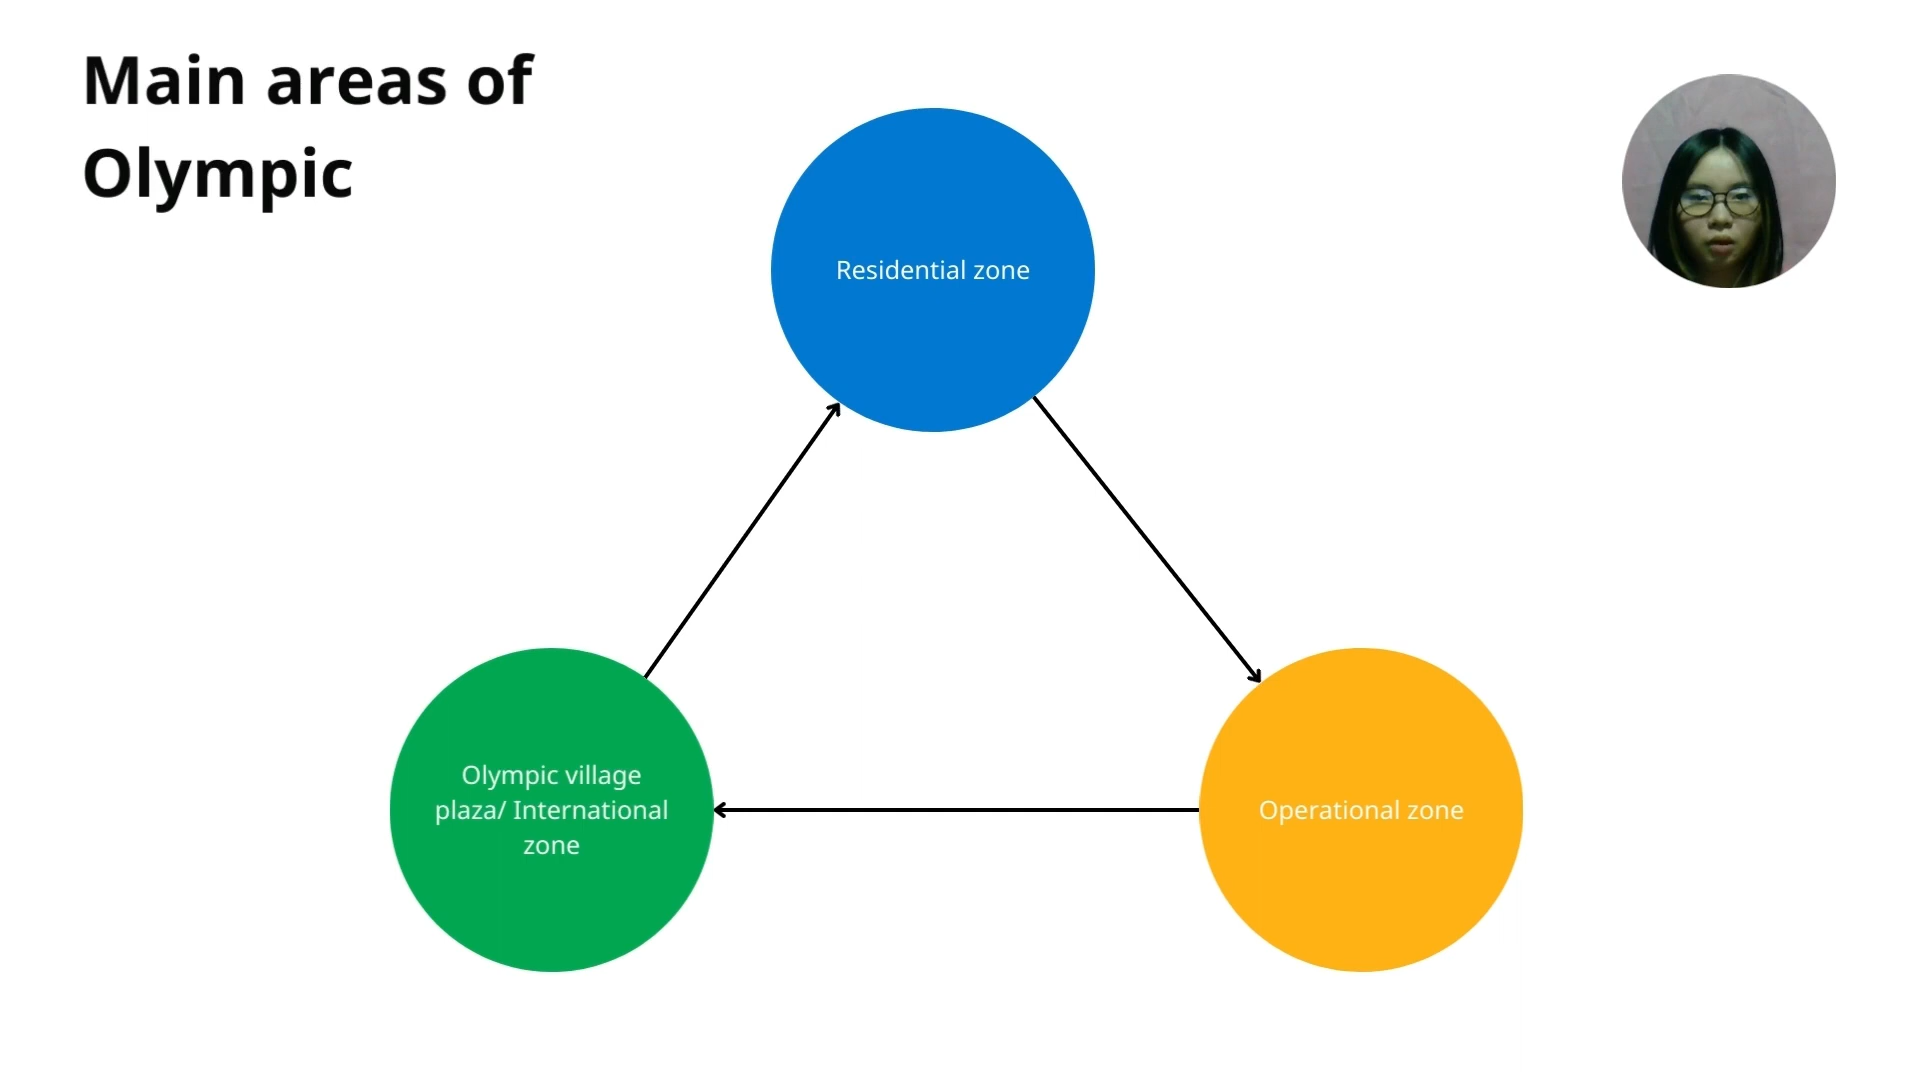 Main areas of
Olympic
Residential zone
Olympic village
plaza/ International
zone
Operational zone